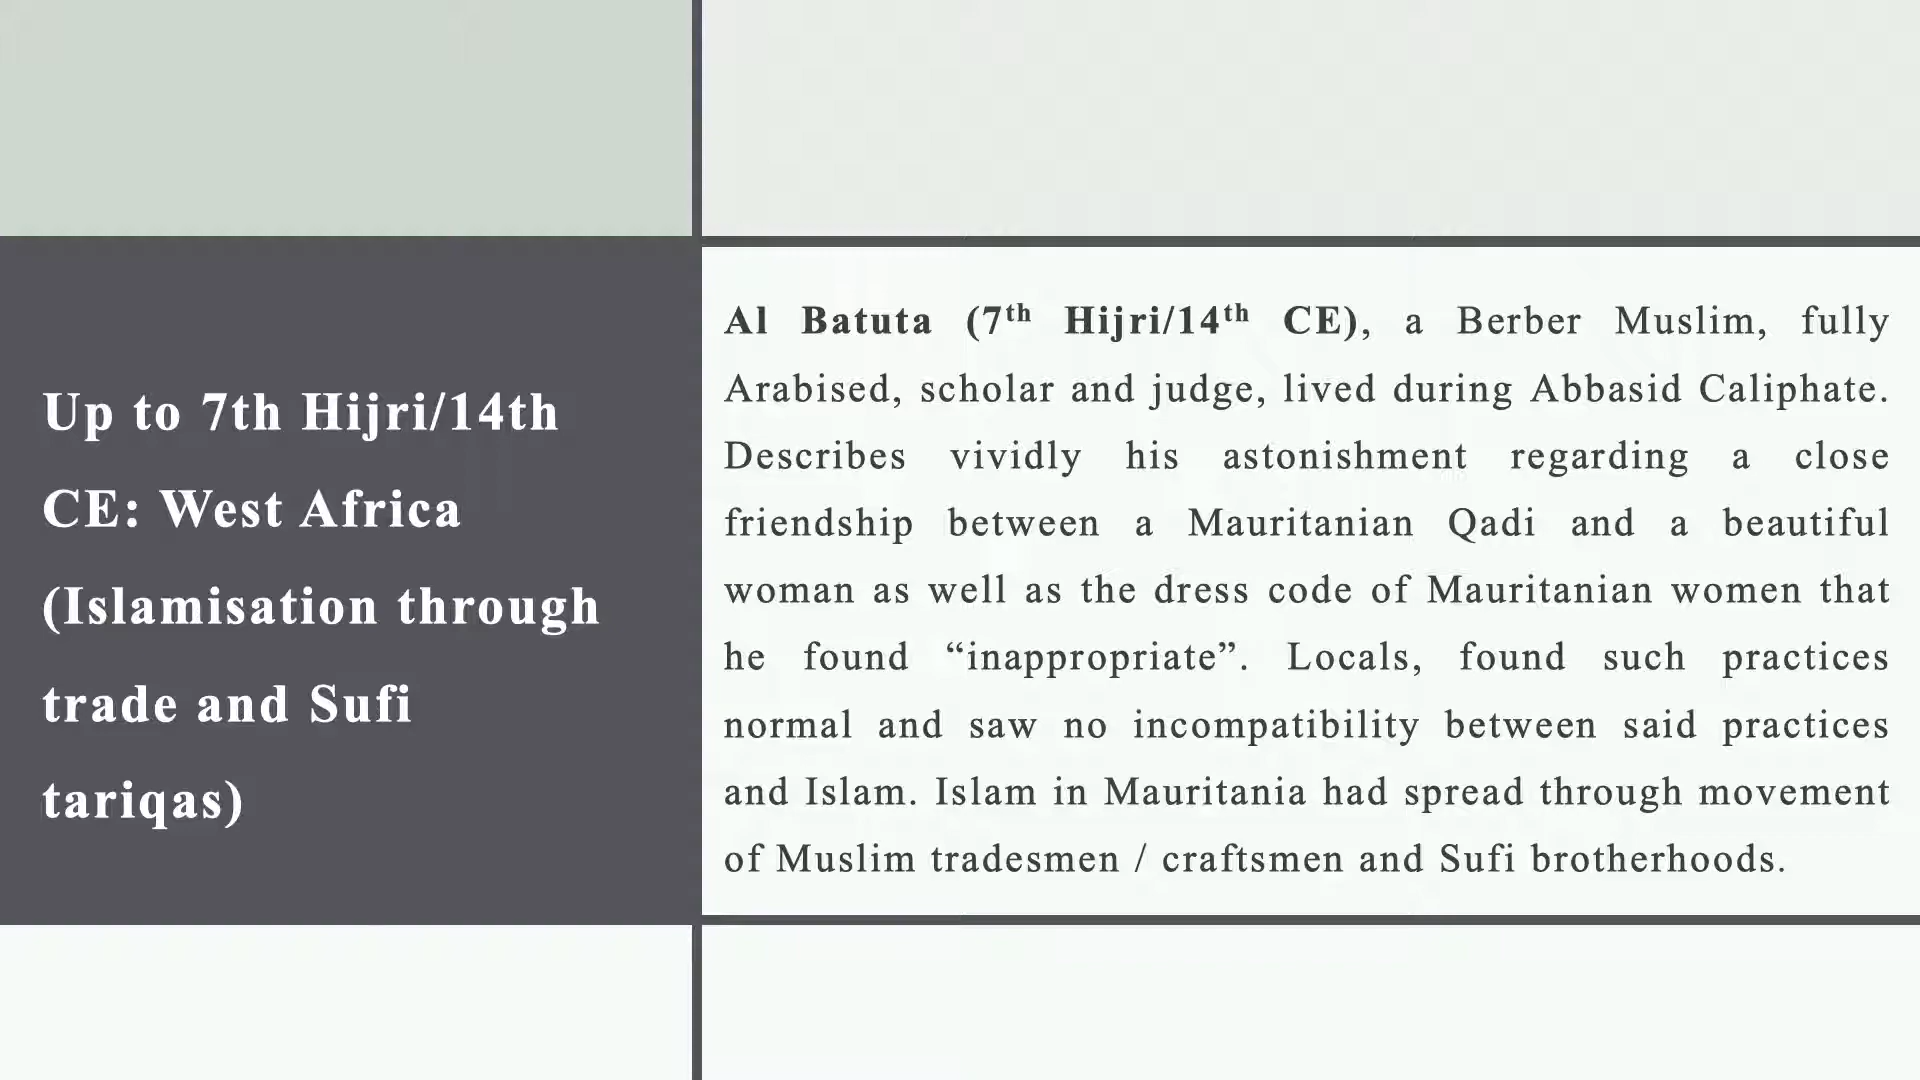 Up to 7th Hijri/14th
CE: West Africa
(Islamisation through
trade and Sufi
tariqas)
Al Batuta (7th Hijri/14th CE), a Berber Muslim, fully
Arabised, scholar and judge, lived during Abbasid Caliphate.
Describes vividly his astonishment regarding a close
friendship between a Mauritanian Qadi and a beautiful
woman as well as the dress code of Mauritanian women that
he found “inappropriate”. Locals, found such practices
normal and saw no incompatibility between said practices
and Islam. Islam in Mauritania had spread through movement
of Muslim tradesmen / craftsmen and Sufi brotherhoods.